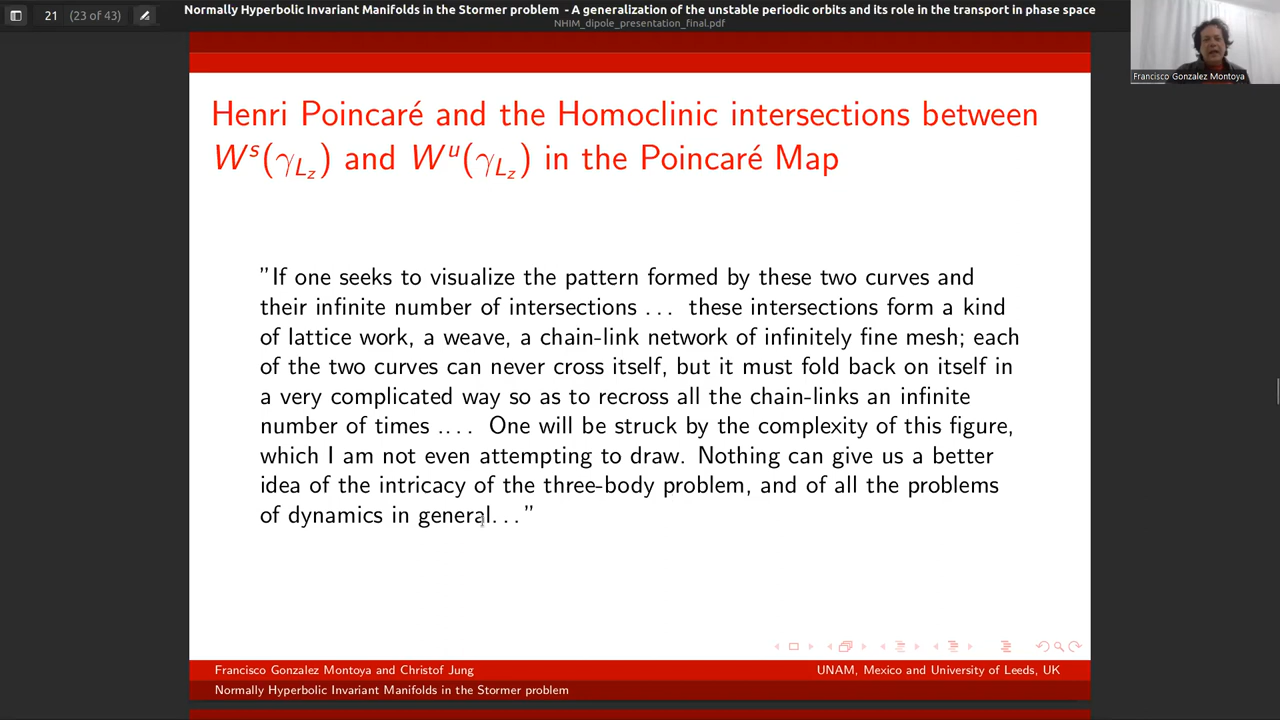 21 (23 of 43)
Normally Hyperbolic Invariant Manifolds in the Stormer problem - A generalization of the unstable periodic orbits and its role in the transport in phase space
NHIM_dipole_presentation_final.pdf
Francisco Gonzalez Montoya
Henri Poincaré and the Homoclinic intersections between
W^s(γ_{L_z}) and W^u(γ_{L_z}) in the Poincaré Map
”If one seeks to visualize the pattern formed by these two curves and
their infinite number of intersections . . . these intersections form a kind
of lattice work, a weave, a chain-link network of infinitely fine mesh; each
of the two curves can never cross itself, but it must fold back on itself in
a very complicated way so as to recross all the chain-links an infinite
number of times .. . . One will be struck by the complexity of this figure,
which I am not even attempting to draw. Nothing can give us a better
idea of the intricacy of the three-body problem, and of all the problems
of dynamics in general. . . ”
Francisco Gonzalez Montoya and Christof Jung
UNAM, Mexico and University of Leeds, UK
Normally Hyperbolic Invariant Manifolds in the Stormer problem